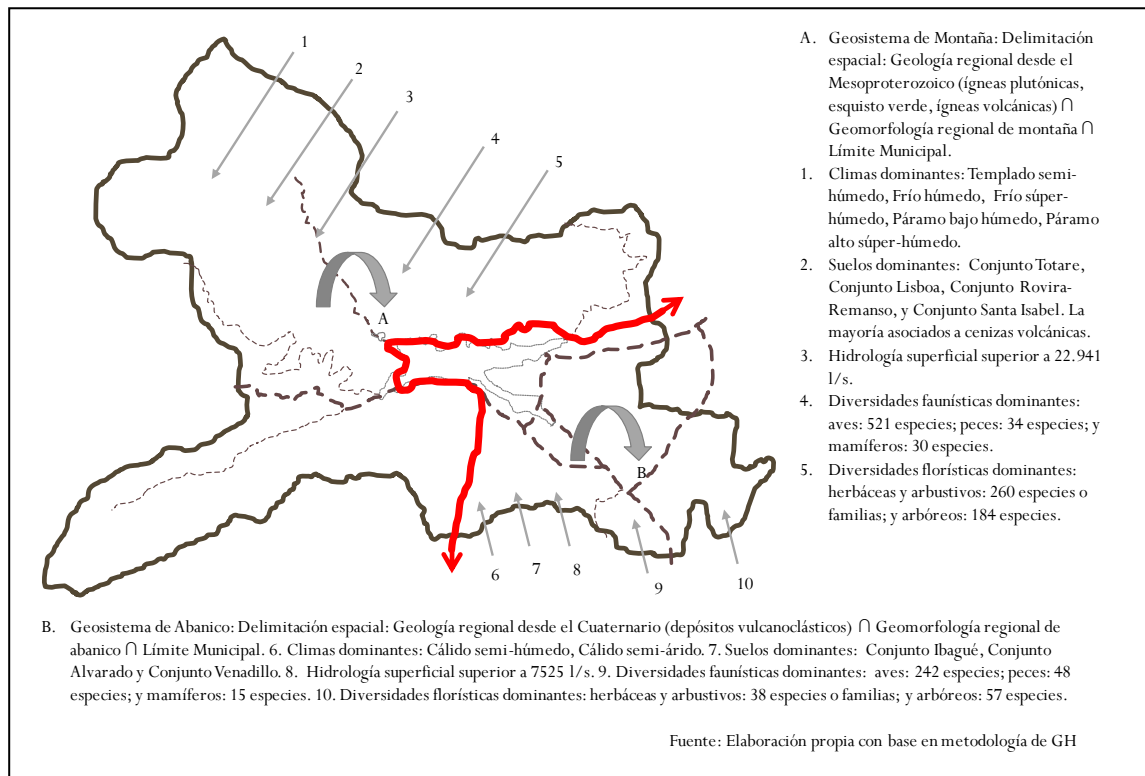 1
2
3
4
5
A
B
6
7
8
9
10
A. Geosistema de Montaña: Delimitación
espacial: Geología regional desde el
Mesoproterozoico (ígneas plutónicas,
esquisto verde, ígneas volcánicas) ∩
Geomorfología regional de montaña ∩
Límite Municipal.
1. Climas dominantes: Templado semi-
húmedo, Frío húmedo, Frío súper-
húmedo, Páramo bajo húmedo, Páramo
alto súper-humedo.
2. Suelos dominantes: Conjunto Totare,
Conjunto Lisboa, Conjunto Rovira-
Remanso, y Conjunto Santa Isabel. La
mayoría asociados a cenizas volcánicas.
3. Hidrología superficial superior a 22.941
l/s.
4. Diversidades faunísticas dominantes:
aves: 521 especies; peces: 34 especies; y
mamíferos: 30 especies.
5. Diversidades florísticas dominantes:
herbáceas y arbustivos: 260 especies o
familias; y arbóreos: 184 especies.
B. Geosistema de Abanico: Delimitación espacial: Geología regional desde el Cuaternario (depósitos vulcanoclásticos) ∩ Geomorfología regional de
abanico ∩ Límite Municipal. 6. Climas dominantes: Cálido semi-húmedo, Cálido semi-árido. 7. Suelos dominantes: Conjunto Ibagué, Conjunto
Alvarado y Conjunto Venadillo. 8. Hidrología superficial superior a 7525 l/s. 9. Diversidades faunísticas dominantes: aves: 242 especies; peces: 48
especies; y mamíferos: 15 especies. 10. Diversidades florísticas dominantes: herbáceas y arbustivos: 38 especies o familias; y arbóreos: 57 especies.
Fuente: Elaboración propia con base en metodología de GH